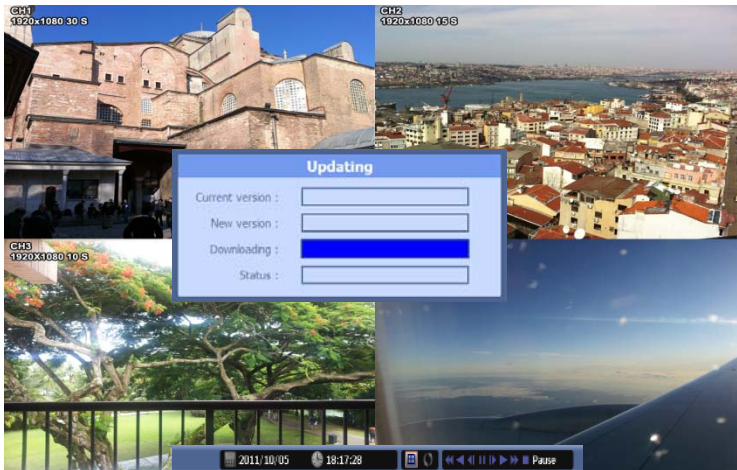 CH1
1920x1080 30 S
CH2
1920x1080 15 S
Updating
Current version :
New version :
Downloading :
Status :
CH3
1920X1080 10 S
2011/10/05 18:17:28 Pause